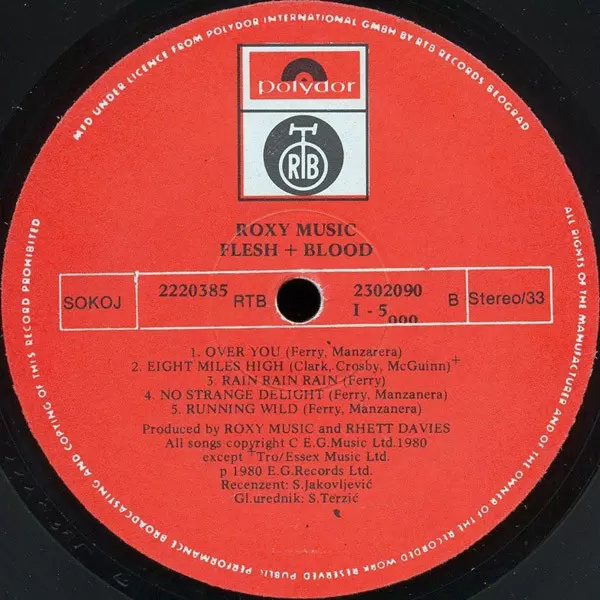 MFD UNDER LICENCE FROM POLYDOR INTERNATIONAL GMBH BY RTB RECORDS BEOGRAD
polydor
RTB
ROXY MUSIC
FLESH + BLOOD
SOKOJ 2220385 RTB 2302090 B Stereo/33
I - 5
1. OVER YOU (Ferry, Manzarera)
2. EIGHT MILES HIGH (Clark, Crosby, McGuinn)+
3. RAIN RAIN RAIN (Ferry)
4. NO STRANGE DELIGHT (Ferry, Manzanera)
5. RUNNING WILD (Ferry, Manzanera)
Produced by ROXY MUSIC and RHETT DAVIES
All songs copyright C E.G.Music Ltd.1980
except +Tro/Essex Music Ltd.
p 1980 E.G.Records Ltd.
Recenzent: S.Jakovljević
Gl.urednik: S.Terzić
ALL RIGHTS OF THE MANUFACTURER AND OF THE OWNER OF THE RECORDED WORK RESERVED PUBLIC PERFORMANCE BROADCASTING AND COPYING OF THIS RECORD PROHIBITED